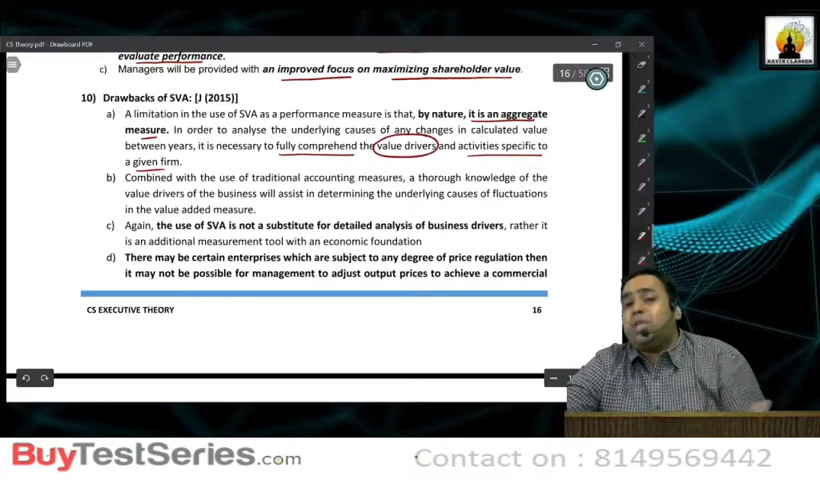 CS Theory.pdf - Drawboard PDF
evaluate performance.
c) Managers will be provided with an improved focus on maximizing shareholder value.
16 / 58
NAVIN CLASSES
10) Drawbacks of SVA: [J (2015)]
a) A limitation in the use of SVA as a performance measure is that, by nature, it is an aggregate
measure. In order to analyse the underlying causes of any changes in calculated value
between years, it is necessary to fully comprehend the value drivers and activities specific to
a given firm.
b) Combined with the use of traditional accounting measures, a thorough knowledge of the
value drivers of the business will assist in determining the underlying causes of fluctuations
in the value added measure.
c) Again, the use of SVA is not a substitute for detailed analysis of business drivers, rather it
is an additional measurement tool with an economic foundation
d) There may be certain enterprises which are subject to any degree of price regulation then
it may not be possible for management to adjust output prices to achieve a commercial
CS EXECUTIVE THEORY 16
BuyTestSeries.com
Contact on : 8149569442